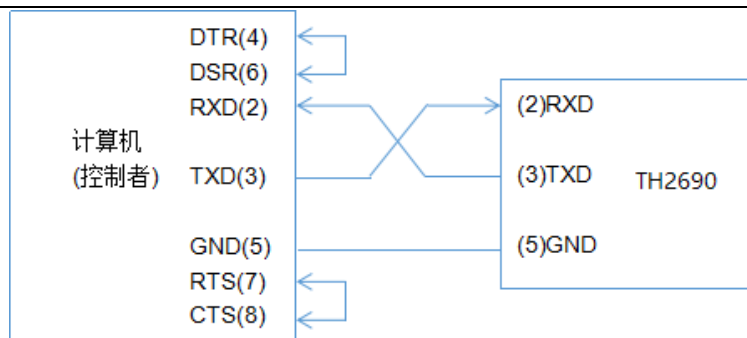 DTR(4)
DSR(6)
RXD(2)
计算机
(控制者)
TXD(3)
GND(5)
RTS(7)
CTS(8)
(2)RXD
(3)TXD
TH2690
(5)GND